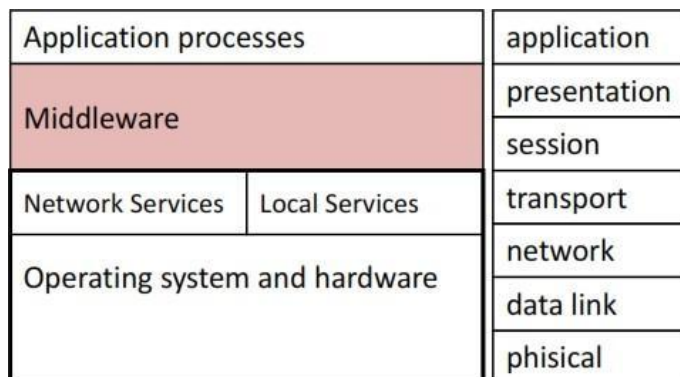 Application processes
Middleware
Network Services
Local Services
Operating system and hardware
application
presentation
session
transport
network
data link
phisical